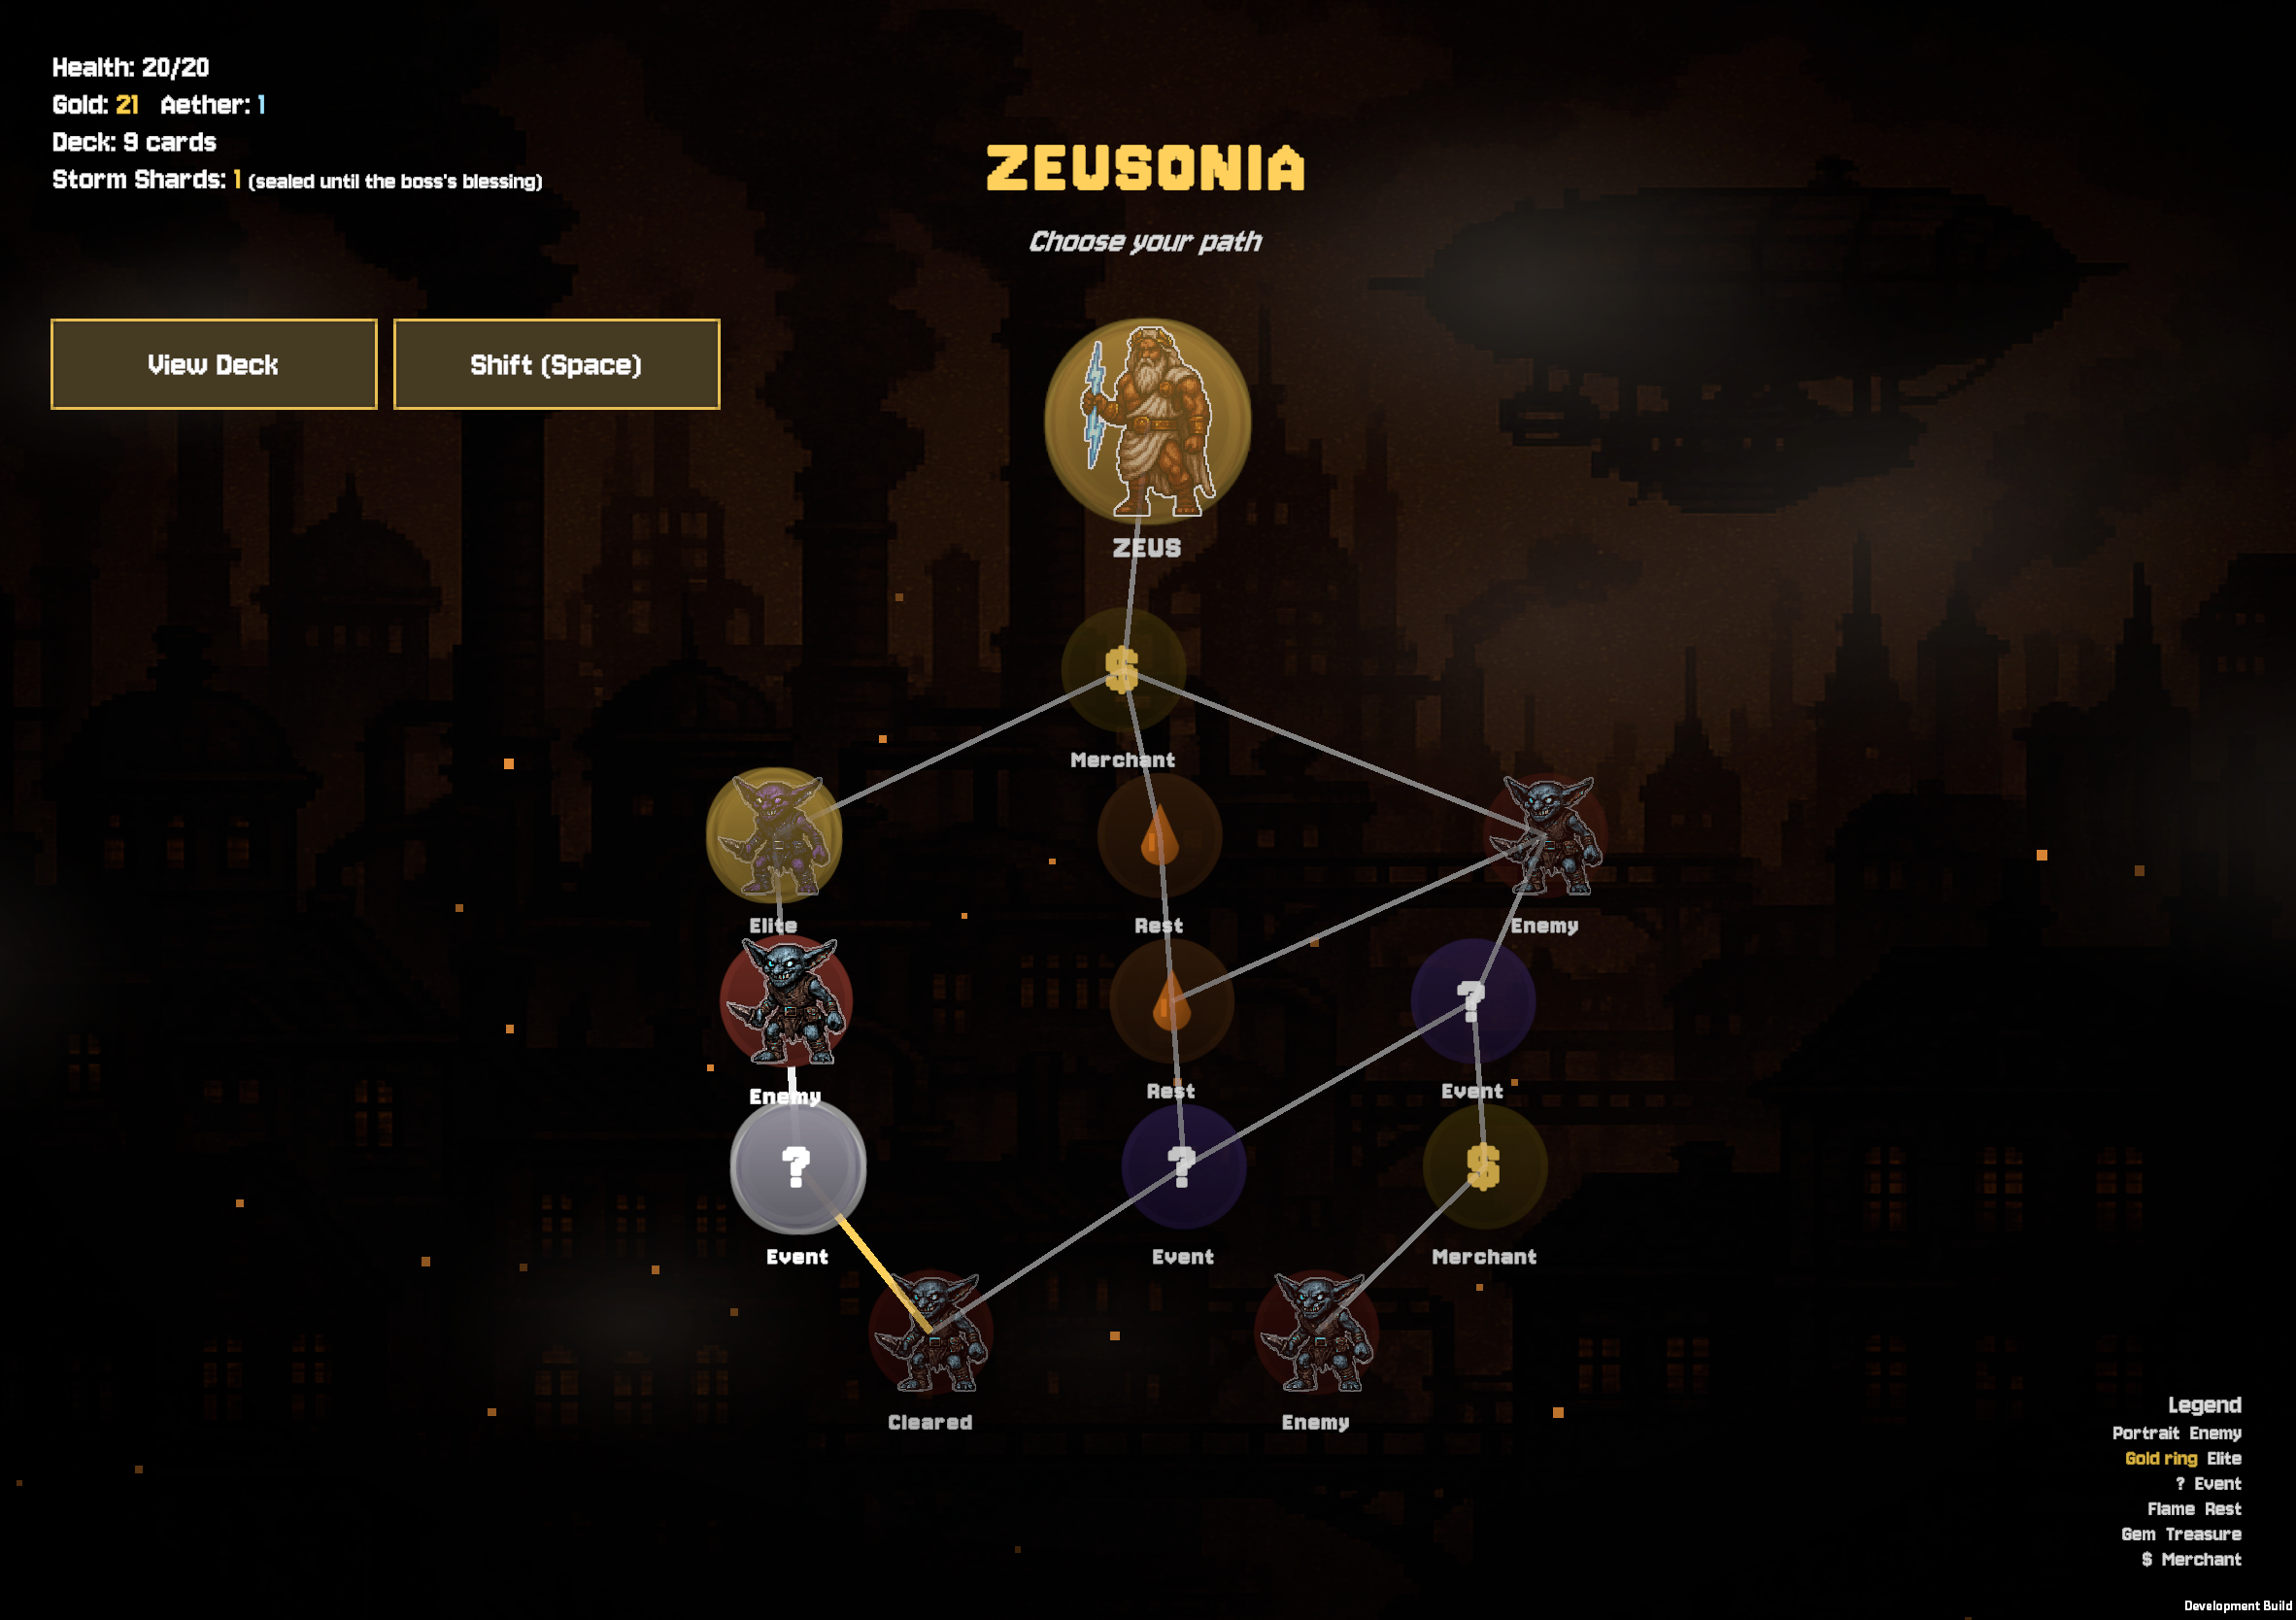 Health: 20/20
Gold: 21 Aether: 1
Deck: 9 cards
Storm Shards: 1 (sealed until the boss's blessing)
ZEUSONIA
Choose your path
View Deck
Shift (Space)
ZEUS
$
Merchant
Elite
Rest
Enemy
?
Enemy
Rest
Event
?
?
$
Event
Event
Merchant
Cleared
Enemy
Legend
Portrait Enemy
Gold ring Elite
? Event
Flame Rest
Gem Treasure
$ Merchant
Development Build